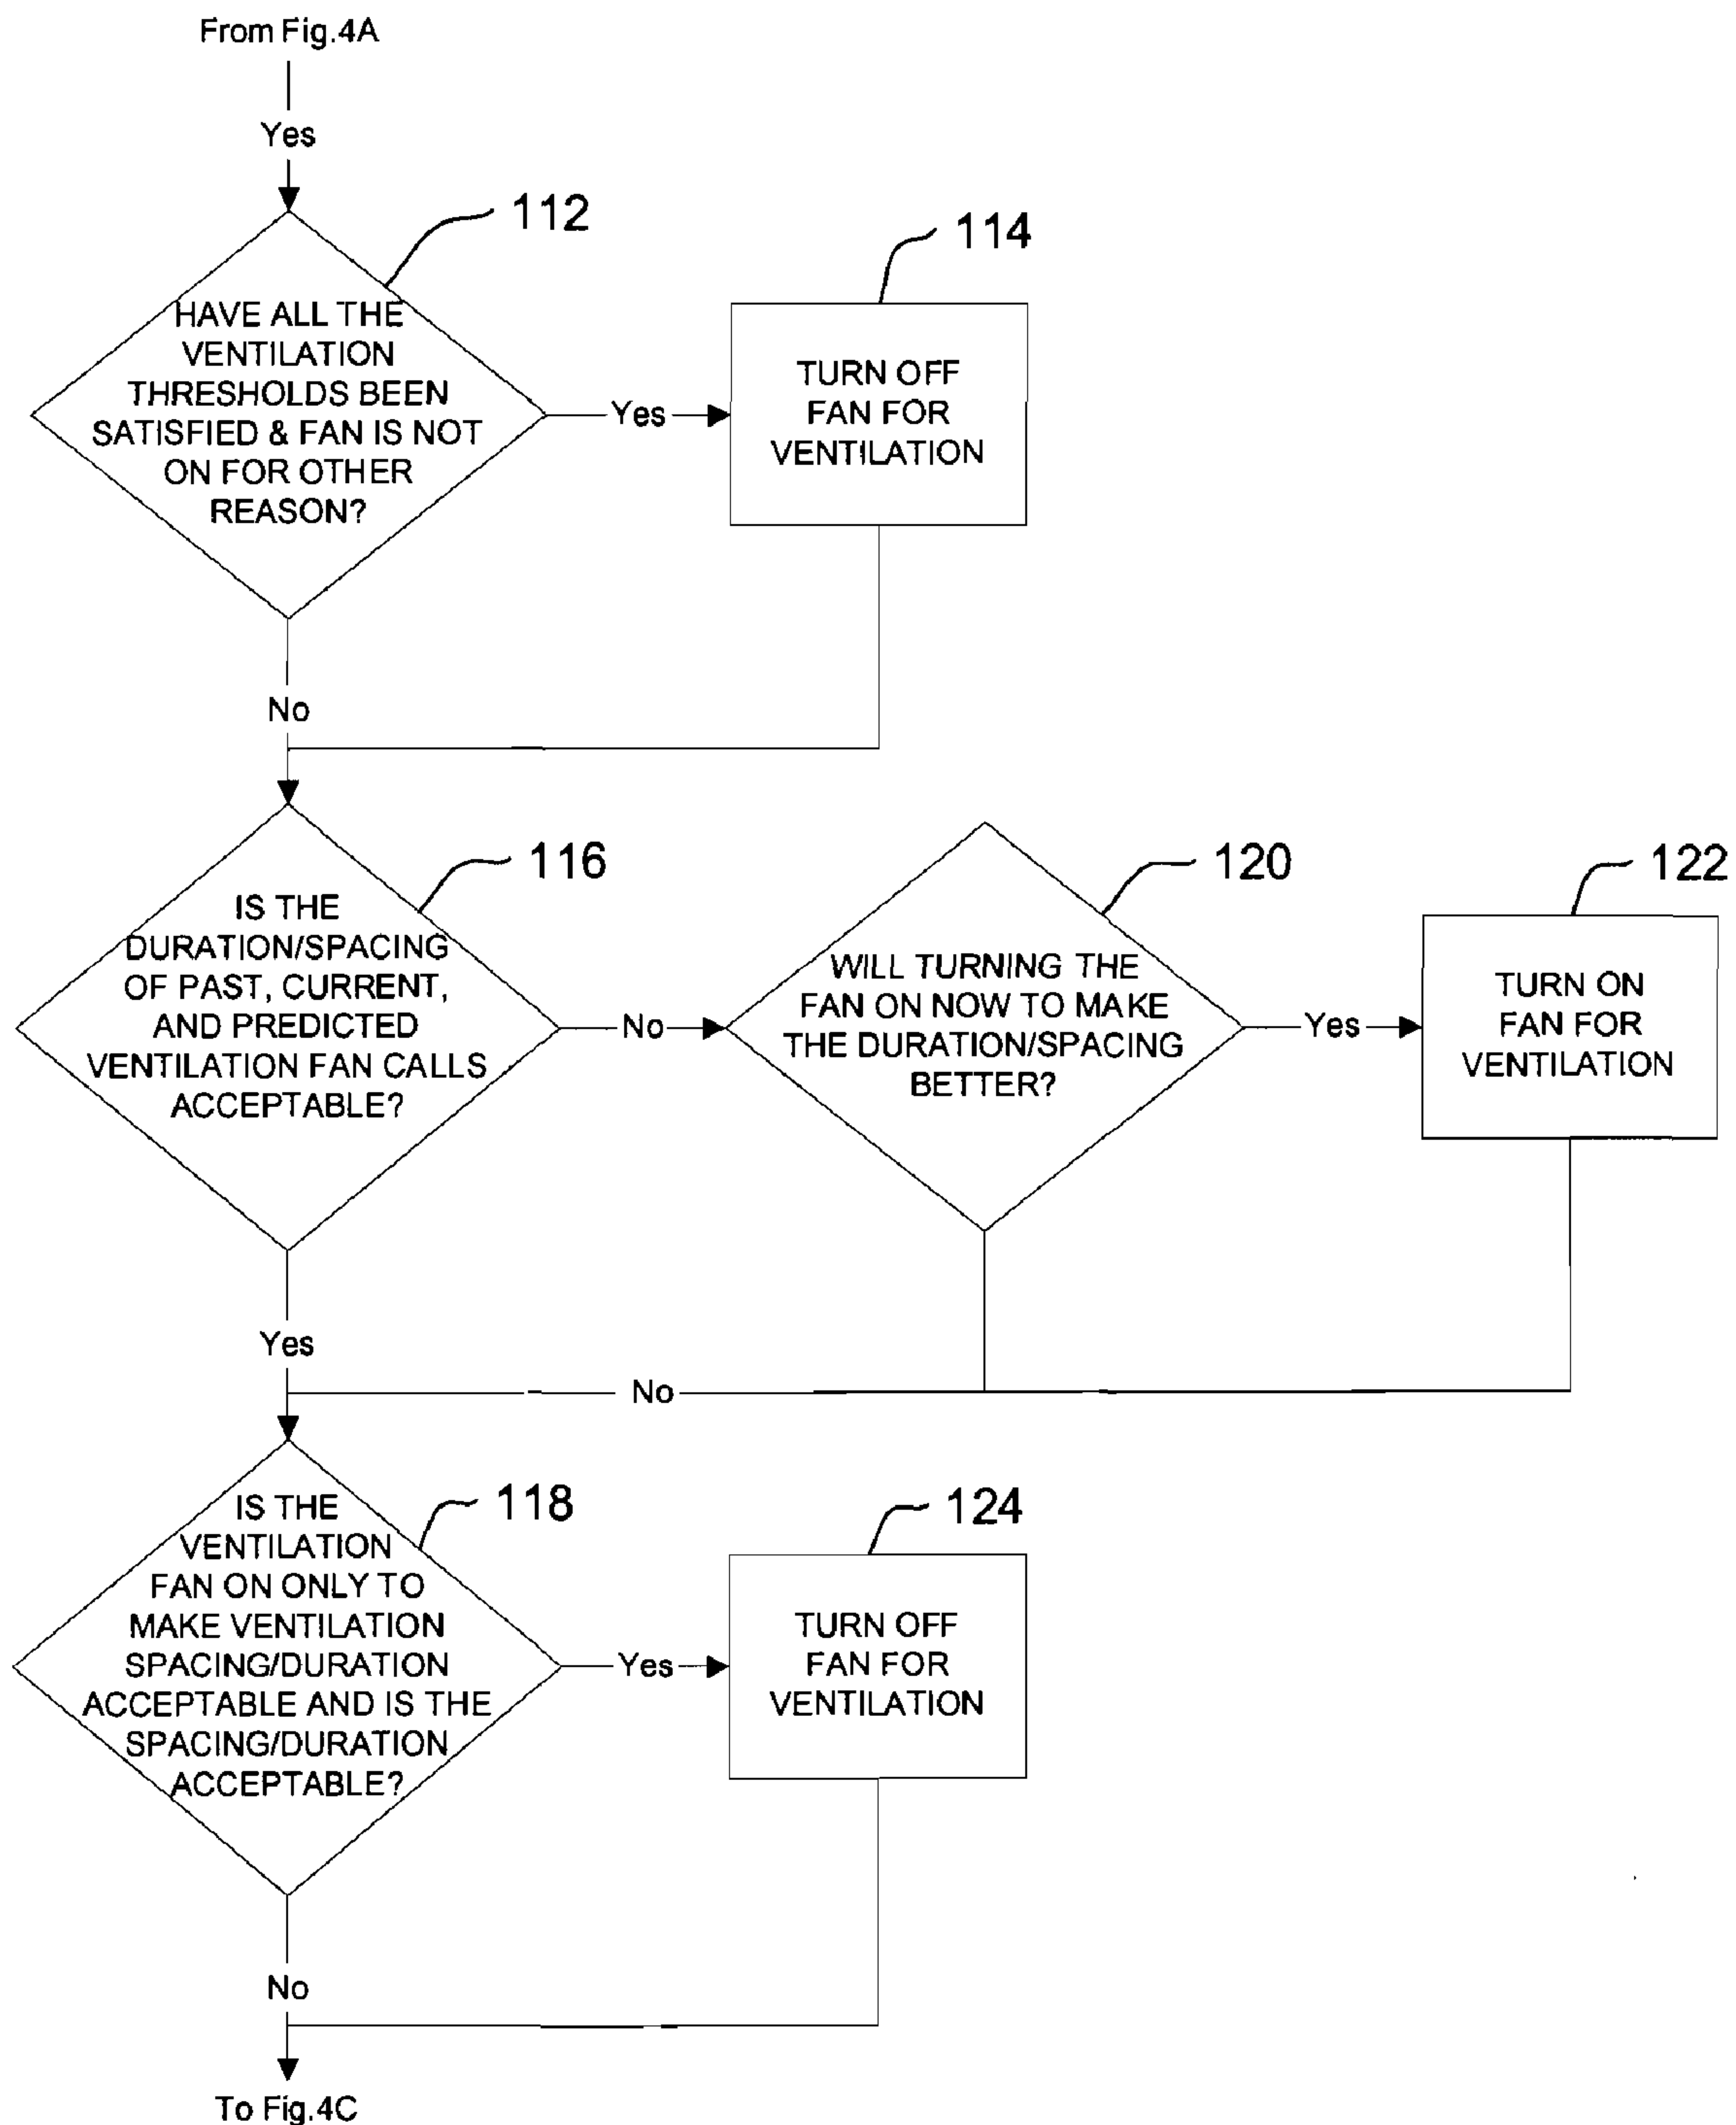 From Fig.4A
Yes
112
HAVE ALL THE
VENTILATION
THRESHOLDS BEEN
SATISFIED & FAN IS NOT
ON FOR OTHER
REASON?
Yes
114
TURN OFF
FAN FOR
VENTILATION
No
116
IS THE
DURATION/SPACING
OF PAST, CURRENT,
AND PREDICTED
VENTILATION FAN CALLS
ACCEPTABLE?
No
120
WILL TURNING THE
FAN ON NOW TO MAKE
THE DURATION/SPACING
BETTER?
Yes
122
TURN ON
FAN FOR
VENTILATION
Yes
No
118
IS THE
VENTILATION
FAN ON ONLY TO
MAKE VENTILATION
SPACING/DURATION
ACCEPTABLE AND IS THE
SPACING/DURATION
ACCEPTABLE?
Yes
124
TURN OFF
FAN FOR
VENTILATION
No
To Fig.4C